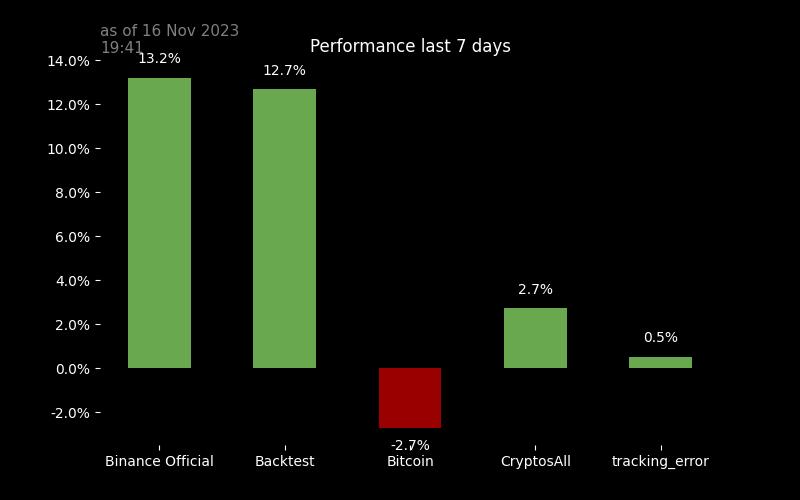 as of 16 Nov 2023
19:41
Performance last 7 days
14.0%
12.0%
10.0%
8.0%
6.0%
4.0%
2.0%
0.0%
-2.0%
13.2%
12.7%
-2.7%
2.7%
0.5%
Binance Official
Backtest
Bitcoin
CryptosAll
tracking_error